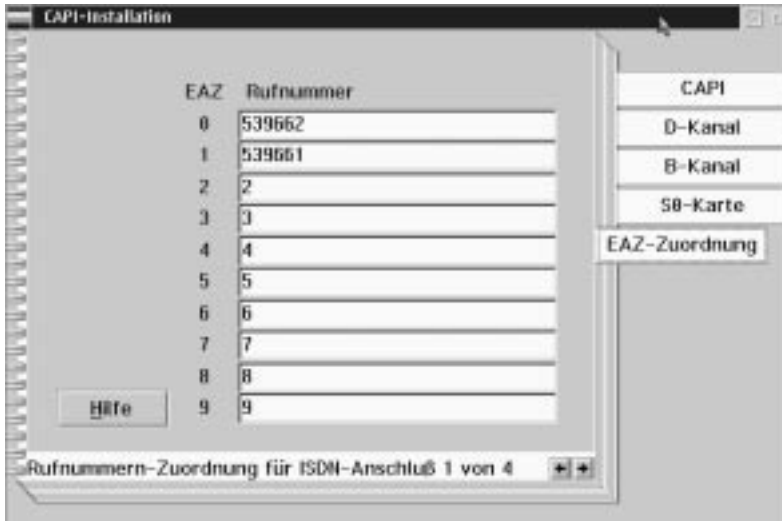 CAPI-Installation
EAZ Rufnummer
0 539662
1 539661
2 2
3 3
4 4
5 5
6 6
7 7
8 8
9 9
Hilfe
Rufnummern-Zuordnung für ISDN-Anschluß 1 von 4
CAPI
D-Kanal
B-Kanal
S0-Karte
EAZ-Zuordnung